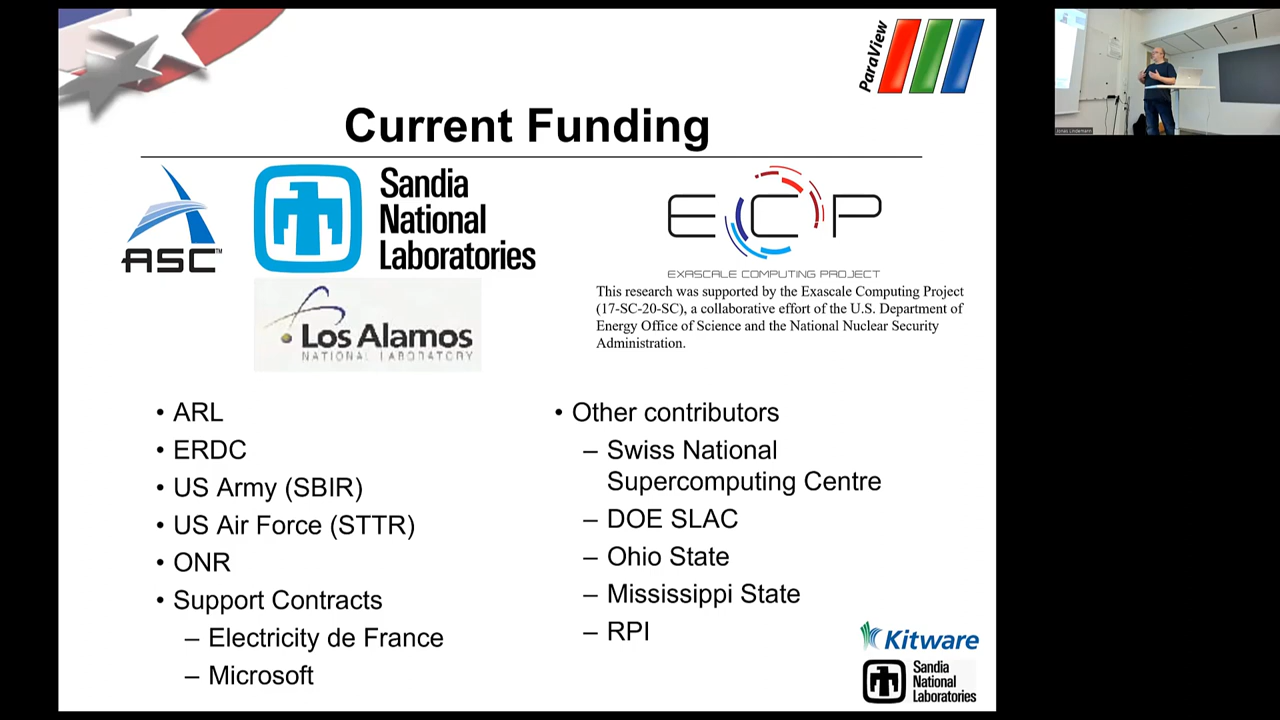 ParaView
Current Funding
ASC™
Sandia
National
Laboratories
ECP
EXASCALE COMPUTING PROJECT
Los Alamos
NATIONAL LABORATORY
This research was supported by the Exascale Computing Project
(17-SC-20-SC), a collaborative effort of the U.S. Department of
Energy Office of Science and the National Nuclear Security
Administration.
• ARL
• ERDC
• US Army (SBIR)
• US Air Force (STTR)
• ONR
• Support Contracts
– Electricity de France
– Microsoft
• Other contributors
– Swiss National
Supercomputing Centre
– DOE SLAC
– Ohio State
– Mississippi State
– RPI
Kitware
Sandia
National
Laboratories
Jonas Lindemann